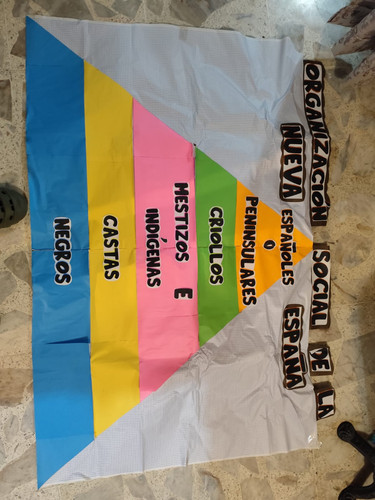 ORGANIZACIÓN SOCIAL DE LA
NUEVA ESPAÑA
ESPAÑOLES
O
PENINSULARES
CRIOLLOS
MESTIZOS E
INDÍGENAS
CASTAS
NEGROS